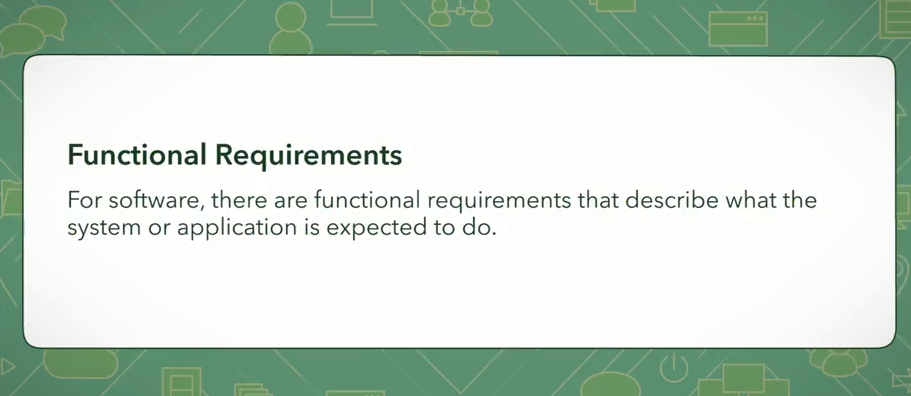 Functional Requirements
For software, there are functional requirements that describe what the
system or application is expected to do.